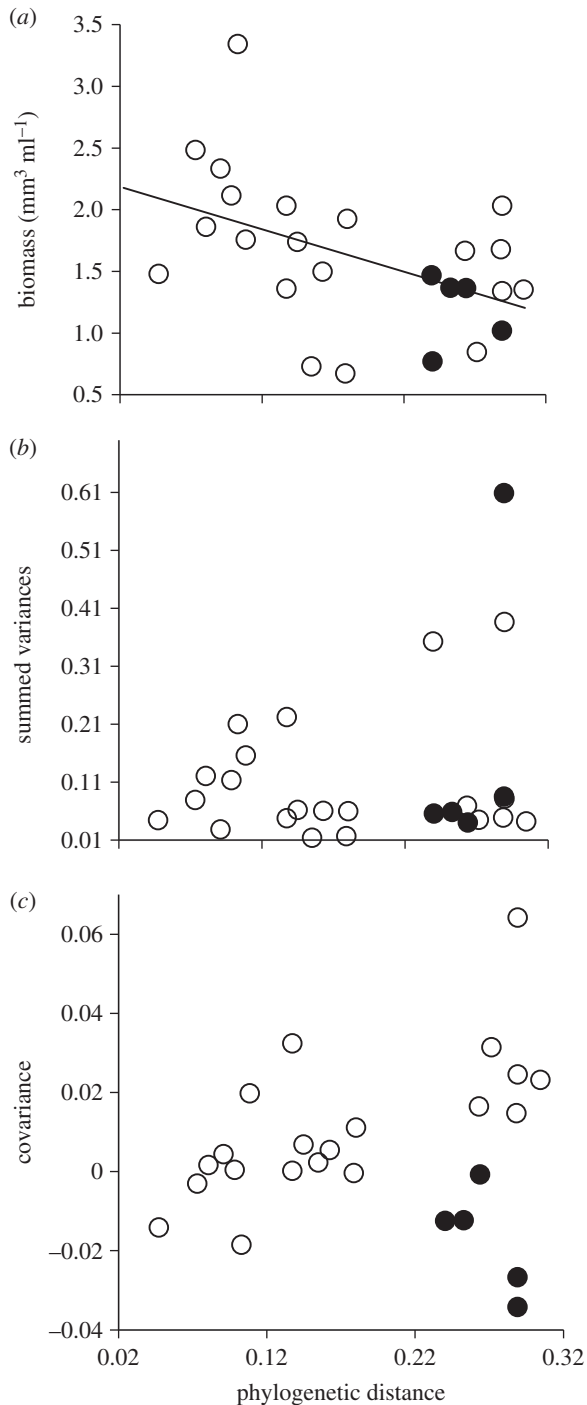 (a)
3.5
3.0
2.5
2.0
1.5
1.0
0.5
biomass (mm³ ml⁻¹)
(b)
0.61
0.51
0.41
0.31
0.21
0.11
0.01
summed variances
(c)
0.06
0.04
0.02
0
–0.02
–0.04
covariance
0.02 0.12 0.22 0.32
phylogenetic distance